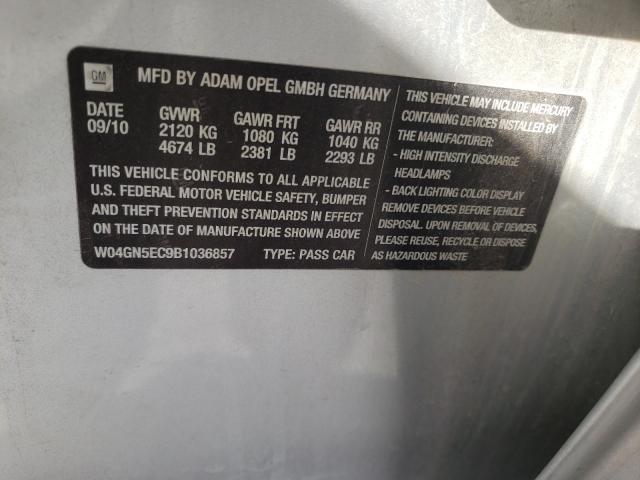 GM
MFD BY ADAM OPEL GMBH GERMANY
DATE
09/10
GVWR
2120 KG
4674 LB
GAWR FRT
1080 KG
2381 LB
GAWR RR
1040 KG
2293 LB
THIS VEHICLE CONFORMS TO ALL APPLICABLE
U.S. FEDERAL MOTOR VEHICLE SAFETY, BUMPER
AND THEFT PREVENTION STANDARDS IN EFFECT
ON THE DATE OF MANUFACTURE SHOWN ABOVE
W04GN5EC9B1036857 TYPE: PASS CAR
THIS VEHICLE MAY INCLUDE MERCURY
CONTAINING DEVICES INSTALLED BY
THE MANUFACTURER:
- HIGH INTENSITY DISCHARGE
HEADLAMPS
- BACK LIGHTING COLOR DISPLAY
REMOVE DEVICES BEFORE VEHICLE
DISPOSAL. UPON REMOVAL OF DEVICES,
PLEASE REUSE, RECYCLE OR DISPOSE
AS HAZARDOUS WASTE